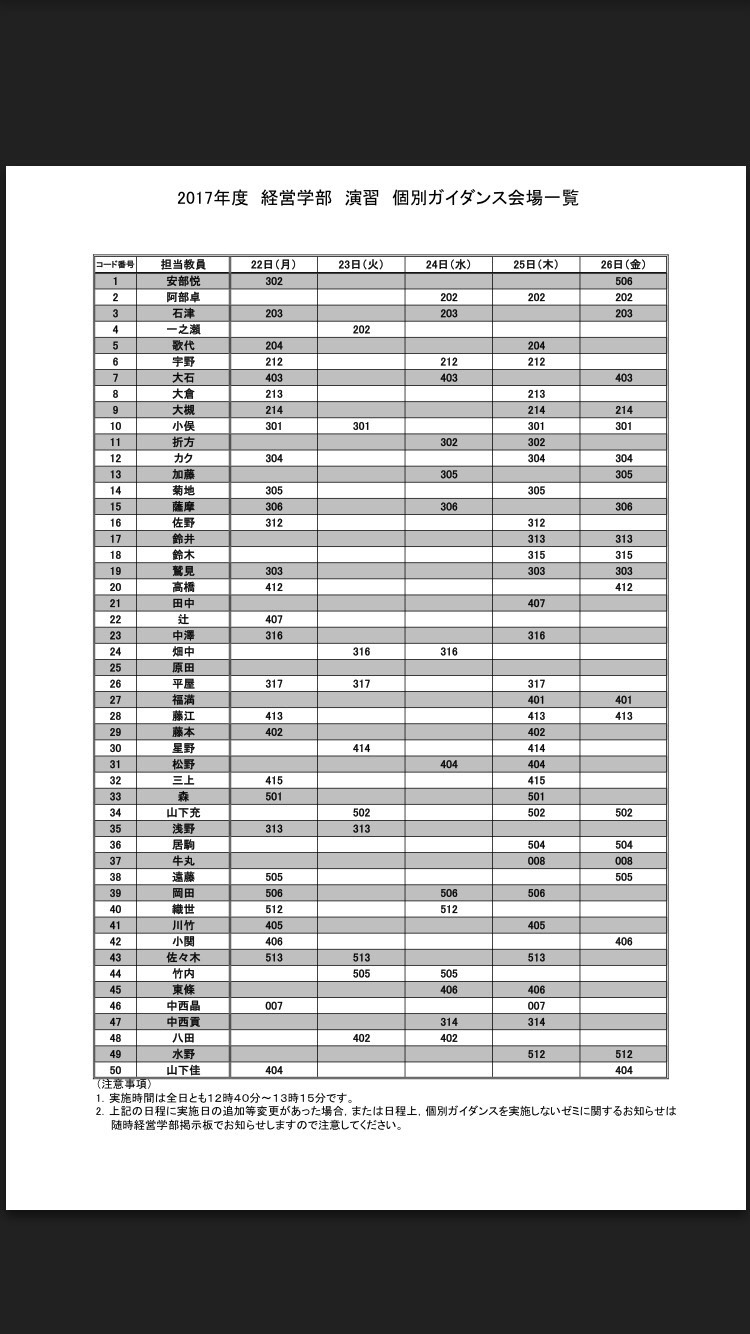 2017年度 経営学部 演習 個別ガイダンス会場一覧
コード番号 担当教員 22日(月) 23日(火) 24日(水) 25日(木) 26日(金)
1 安部悦 302 506
2 阿部卓 202 202 202
3 石津 203 203 203
4 一之瀬 202
5 歌代 204 204
6 宇野 212 212 212
7 大石 403 403 403
8 大倉 213 213
9 大槻 214 214 214
10 小俣 301 301 301 301
11 折方 302 302
12 カク 304 304 304
13 加藤 305 305
14 菊地 305 305
15 薩摩 306 306 306
16 佐野 312 312
17 鈴井 313 313
18 鈴木 315 315
19 鷲見 303 303 303
20 高橋 412 412
21 田中 407
22 辻 407
23 中澤 316 316
24 畑中 316 316
25 原田
26 平屋 317 317 317
27 福満 401 401
28 藤江 413 413 413
29 藤本 402 402
30 星野 414 414
31 松野 404 404
32 三上 415 415
33 森 501 501
34 山下充 502 502 502
35 浅野 313 313
36 居駒 504 504
37 牛丸 008 008
38 遠藤 505 505
39 岡田 506 506 506
40 織世 512 512
41 川竹 405 405
42 小関 406 406
43 佐々木 513 513 513
44 竹内 505 505
45 東條 406 406
46 中西晶 007 007
47 中西貢 314 314
48 八田 402 402
49 水野 512 512
50 山下佳 404 404
(注意事項)
1. 実施時間は全日とも12時40分～13時15分です。
2. 上記の日程に実施日の追加等変更があった場合,または日程上,個別ガイダンスを実施しないゼミに関するお知らせは
随時経営学部掲示板でお知らせしますので注意してください。